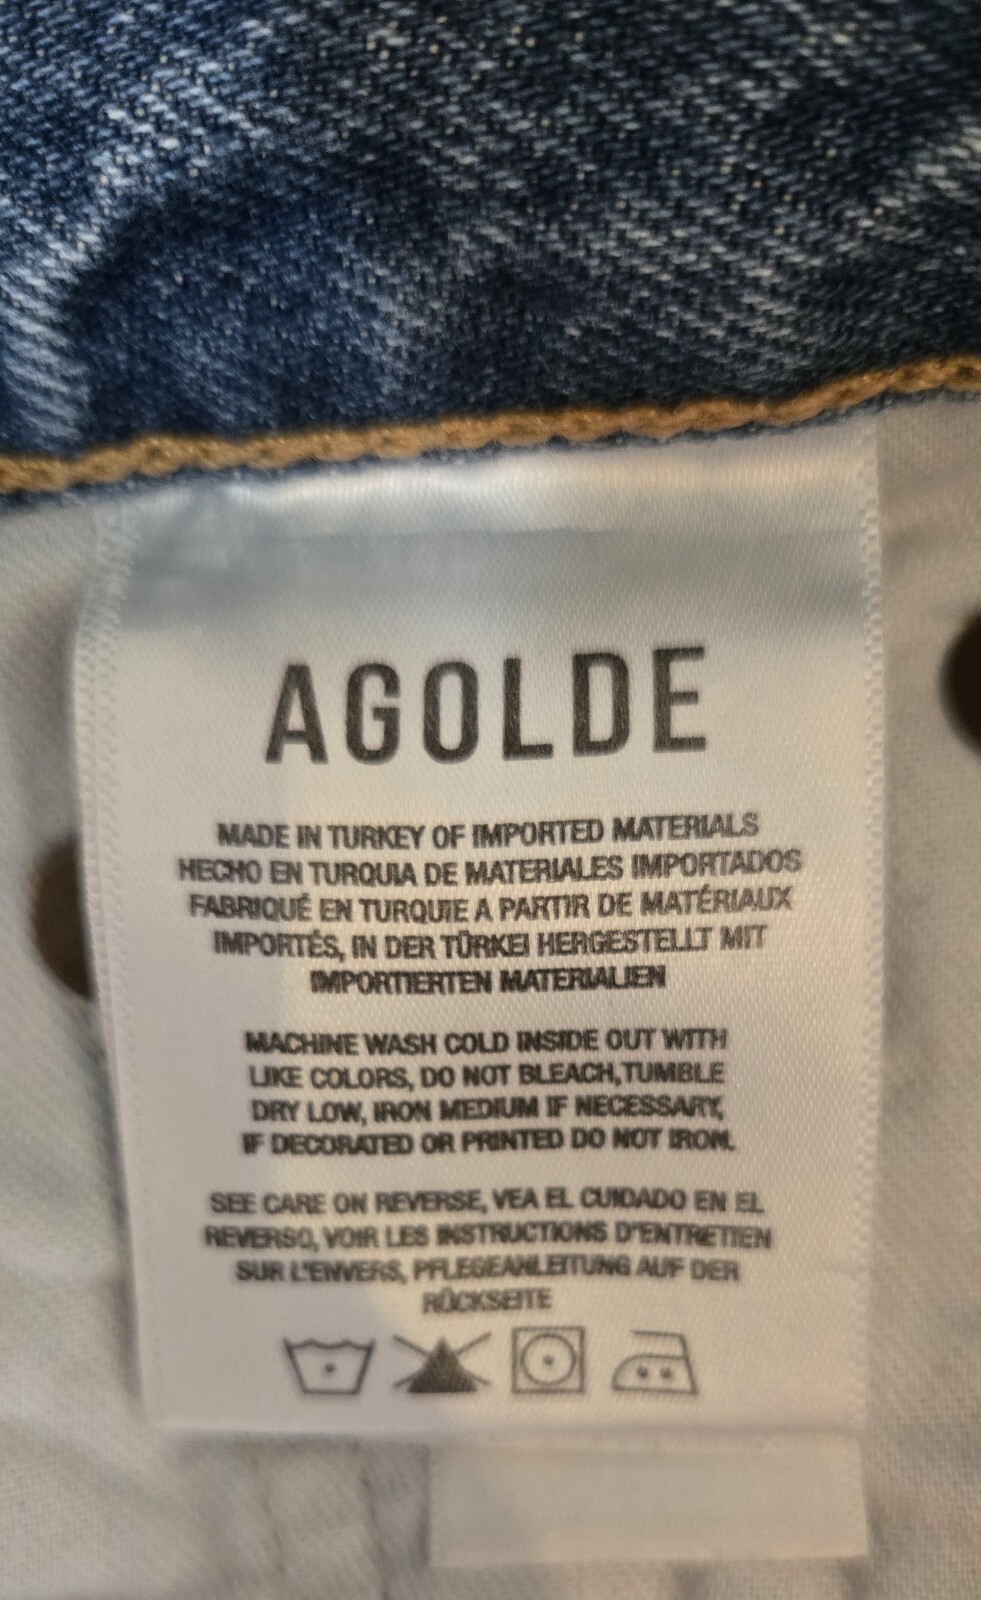 AGOLDE
MADE IN TURKEY OF IMPORTED MATERIALS
HECHO EN TURQUIA DE MATERIALES IMPORTADOS
FABRIQUÉ EN TURQUIE A PARTIR DE MATÉRIAUX
IMPORTÉS, IN DER TÜRKEI HERGESTELLT MIT
IMPORTIERTEN MATERIALIEN
MACHINE WASH COLD INSIDE OUT WITH
LIKE COLORS, DO NOT BLEACH,TUMBLE
DRY LOW, IRON MEDIUM IF NECESSARY,
IF DECORATED OR PRINTED DO NOT IRON.
SEE CARE ON REVERSE, VEA EL CUIDADO EN EL
REVERSO, VOIR LES INSTRUCTIONS D'ENTRETIEN
SUR L'ENVERS, PFLEGEANLEITUNG AUF DER
RÜCKSEITE